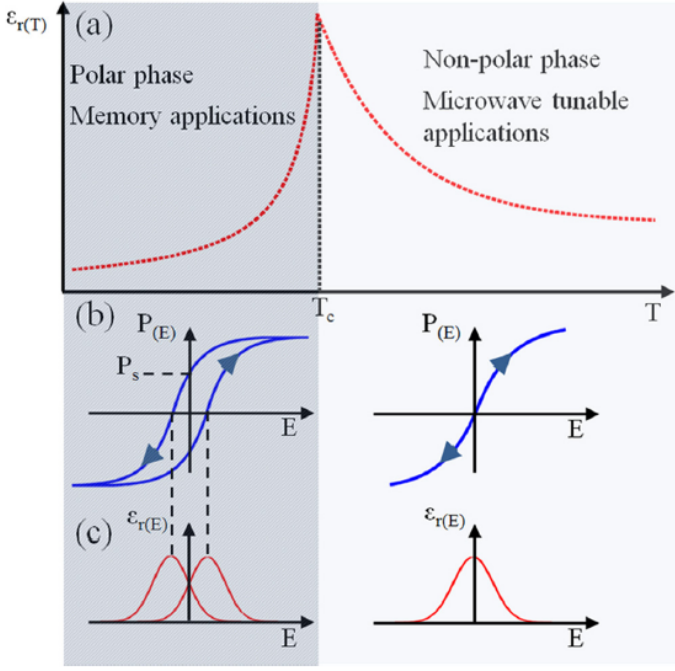 εr(T)
(a)
Polar phase
Memory applications
Non-polar phase
Microwave tunable
applications
Tc
T
(b)
P(E)
Ps
E
P(E)
E
(c)
εr(E)
E
εr(E)
E